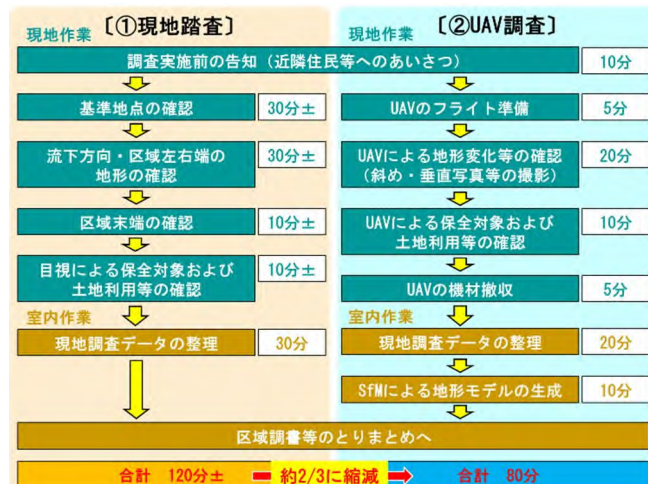 〔①現地踏査〕
〔②UAV調査〕
現地作業
現地作業
調査実施前の告知（近隣住民等へのあいさつ）
10分
基準地点の確認
30分±
UAVのフライト準備
5分
流下方向・区域左右端の
地形の確認
30分±
UAVによる地形変化等の確認
（斜め・垂直写真等の撮影）
20分
区域末端の確認
10分±
UAVによる保全対象および
土地利用等の確認
10分
目視による保全対象および
土地利用等の確認
10分±
UAVの機材撤収
5分
室内作業
室内作業
現地調査データの整理
30分
現地調査データの整理
20分
SfMによる地形モデルの生成
10分
区域調書等のとりまとめへ
合計 120分±
約2/3に縮減
合計 80分